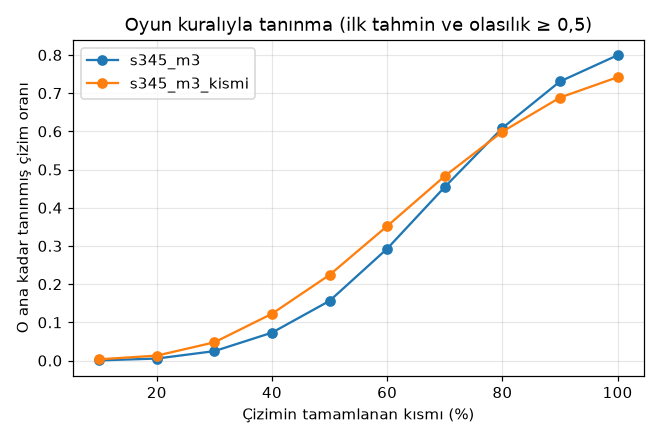 Oyun kuralıyla tanınma (ilk tahmin ve olasılık ≥ 0,5)
s345_m3
s345_m3_kismi
O ana kadar tanınmış çizim oranı
0.8
0.7
0.6
0.5
0.4
0.3
0.2
0.1
0.0
20 40 60 80 100
Çizimin tamamlanan kısmı (%)